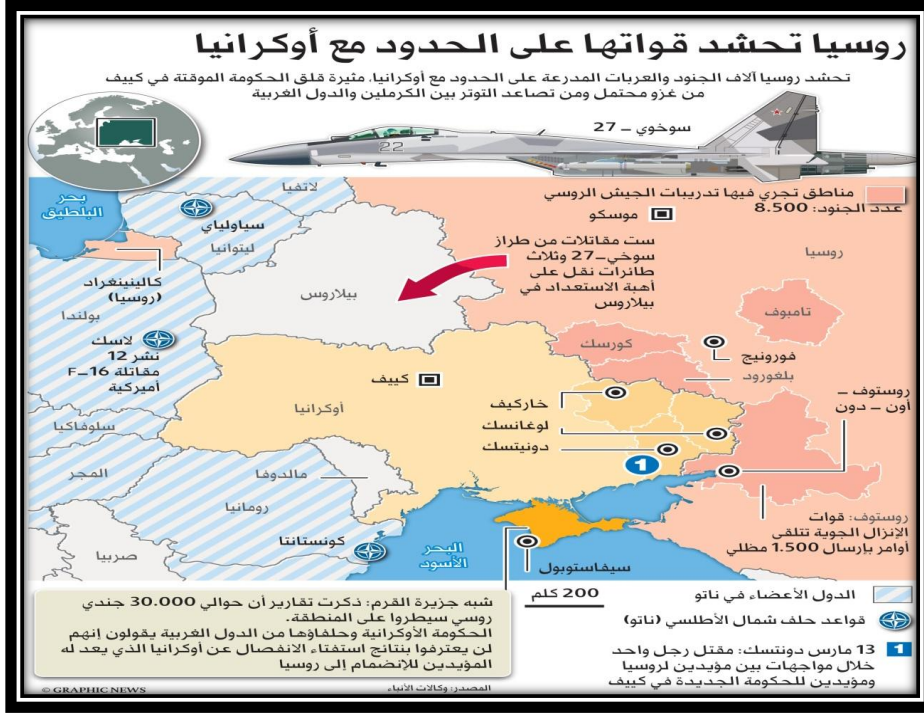 روسيا تحشد قواتها على الحدود مع أوكرانيا
تحشد روسيا آلاف الجنود والعربات المدرعة على الحدود مع أوكرانيا، مثيرة قلق الحكومة الموقتة في كييف
من غزو محتمل ومن تصاعد التوتر بين الكرملين والدول الغربية
سوخوي – 27
22
مناطق تجري فيها تدريبات الجيش الروسي
عدد الجنود: 8.500
لاتفيا
بحر
البلطيق
سياولياي
ليتوانيا
موسكو
روسيا
ست مقاتلات من طراز
سوخي–27 وثلاث
طائرات نقل على
أهبة الاستعداد في
بيلاروس
كالينينغراد
(روسيا)
بيلاروس
بولندا
تامبوف
لاسك
نشر 12
مقاتلة F–16
أميركية
كورسك
فورونيج
بلغورود
كييف
أوكرانيا
خاركيف
لوغانسك
دونيتسك
روستوف –
أون – دون
سلوفاكيا
1
المجر
مالدوفا
رومانيا
روستوف: قوات
الإنزال الجوية تتلقى
أوامر بإرسال 1.500 مظلي
صربيا
كونستانتا
البحر
الأسود
سيفاستوبول
200 كلم
الدول الأعضاء في ناتو
قواعد حلف شمال الأطلسي (ناتو)
1 13 مارس دونتسك: مقتل رجل واحد
خلال مواجهات بين مؤيدين لروسيا
ومؤيدين للحكومة الجديدة في كييف
شبه جزيرة القرم: ذكرت تقارير أن حوالي 30.000 جندي
روسي سيطروا على المنطقة.
الحكومة الأوكرانية وحلفاؤها من الدول الغربية يقولون إنهم
لن يعترفوا بنتائج استفتاء الانفصال عن أوكرانيا الذي يعد له
المؤيدين للإنضمام إلى روسيا
المصدر: وكالات الأنباء
© GRAPHIC NEWS